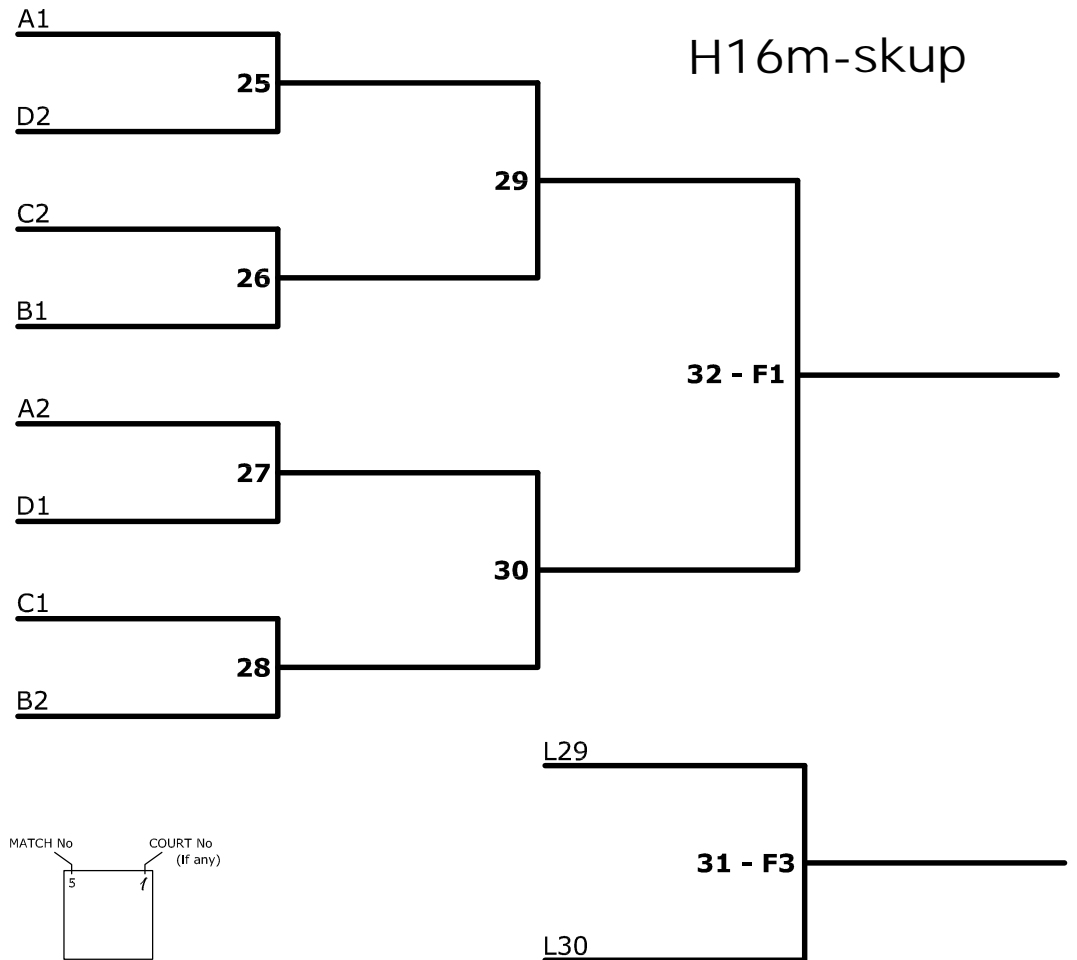 A1
H16m-skup
25
D2
29
C2
26
B1
32 - F1
A2
27
D1
30
C1
28
B2
L29
MATCH No
COURT No
(If any)
31 - F3
5
1
L30